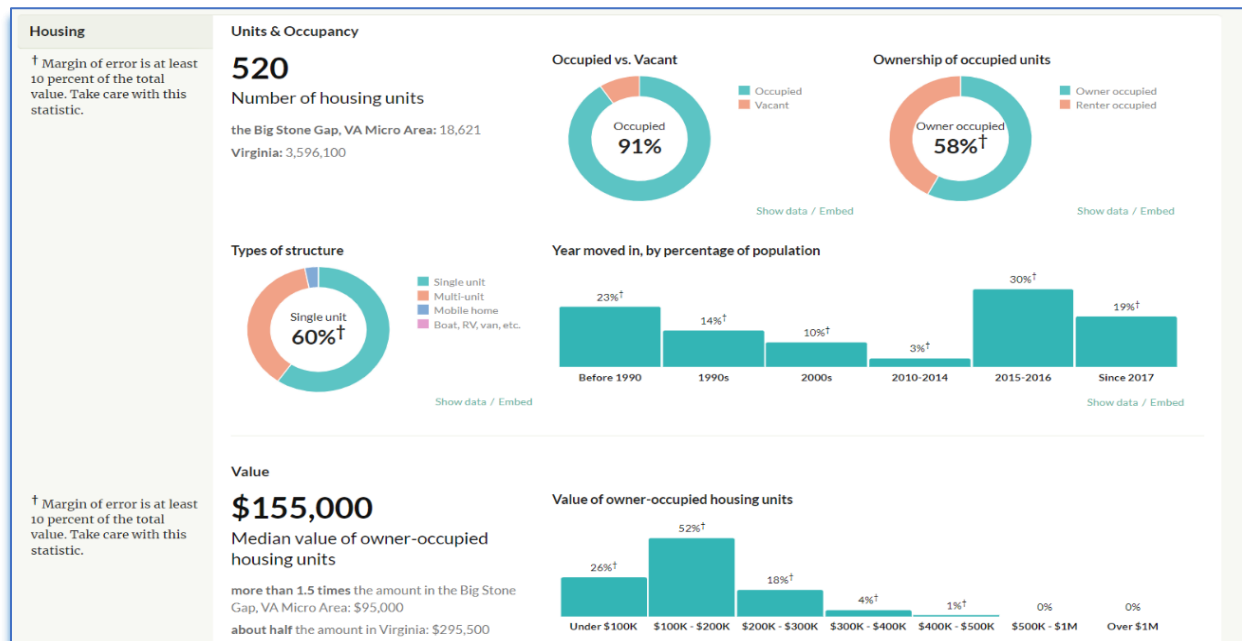 Housing
† Margin of error is at least
10 percent of the total
value. Take care with this
statistic.
Units & Occupancy
520
Number of housing units
the Big Stone Gap, VA Micro Area: 18,621
Virginia: 3,596,100
Occupied vs. Vacant
Occupied
91%
Occupied
Vacant
Show data / Embed
Ownership of occupied units
Owner occupied
58%†
Owner occupied
Renter occupied
Show data / Embed
Types of structure
Single unit
60%†
Single unit
Multi-unit
Mobile home
Boat, RV, van, etc.
Show data / Embed
Year moved in, by percentage of population
23%† 14%† 10%† 3%† 30%† 19%†
Before 1990 1990s 2000s 2010-2014 2015-2016 Since 2017
Show data / Embed
† Margin of error is at least
10 percent of the total
value. Take care with this
statistic.
Value
$155,000
Median value of owner-occupied
housing units
more than 1.5 times the amount in the Big Stone
Gap, VA Micro Area: $95,000
about half the amount in Virginia: $295,500
Value of owner-occupied housing units
26%† 52%† 18%† 4%† 1%† 0% 0%
Under $100K $100K - $200K $200K - $300K $300K - $400K $400K - $500K $500K - $1M Over $1M